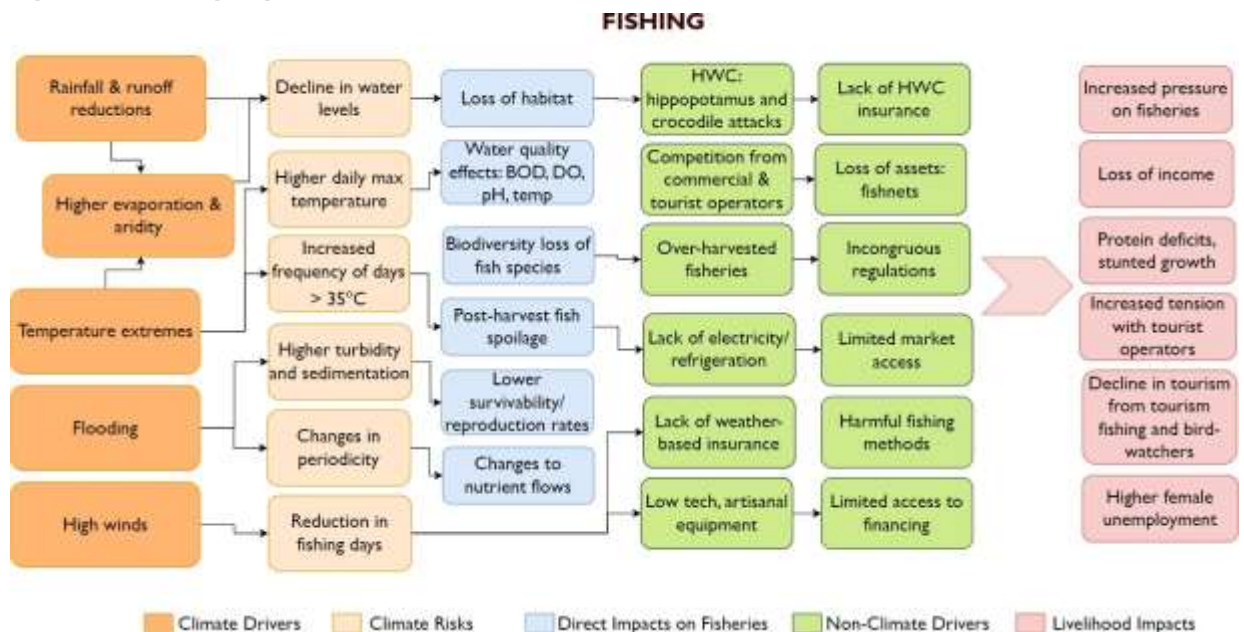 FISHING
Rainfall & runoff
reductions
Higher evaporation &
aridity
Temperature extremes
Flooding
High winds
Decline in water
levels
Higher daily max
temperature
Increased
frequency of days
> 35°C
Higher turbidity
and sedimentation
Changes in
periodicity
Reduction in
fishing days
Loss of habitat
Water quality
effects: BOD, DO,
pH, temp
Biodiversity loss of
fish species
Post-harvest fish
spoilage
Lower
survivability/
reproduction rates
Changes to
nutrient flows
HWC:
hippopotamus and
crocodile attacks
Competition from
commercial &
tourist operators
Over-harvested
fisheries
Lack of electricity/
refrigeration
Lack of weather-
based insurance
Low tech, artisanal
equipment
Lack of HWC
insurance
Loss of assets:
fishnets
Incongruous
regulations
Limited market
access
Harmful fishing
methods
Limited access to
financing
Increased pressure
on fisheries
Loss of income
Protein deficits,
stunted growth
Increased tension
with tourist
operators
Decline in tourism
from tourism
fishing and bird-
watchers
Higher female
unemployment
Climate Drivers
Climate Risks
Direct Impacts on Fisheries
Non-Climate Drivers
Livelihood Impacts